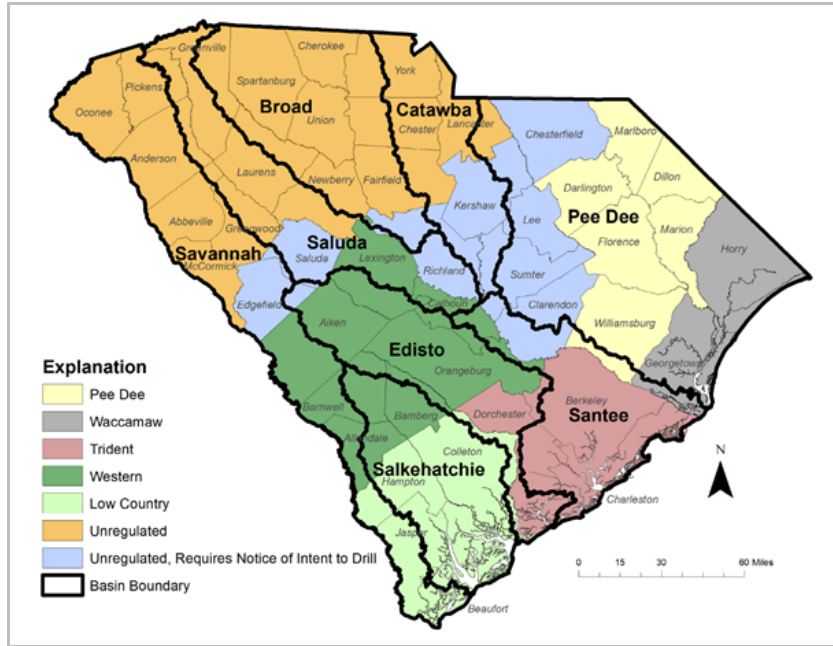 Greenville
Cherokee
York
Pickens
Spartanburg
Oconee
Broad
Catawba
Union
Chester
Lancaster
Chesterfield
Marlboro
Anderson
Laurens
Dillon
Newberry
Fairfield
Darlington
Kershaw
Lee
Pee Dee
Marion
Abbeville
Greenwood
Florence
Horry
Saluda
Savannah
Saluda
Lexington
McCormick
Richland
Sumter
Edgefield
Calhoun
Clarendon
Williamsburg
Aiken
Edisto
Georgetown
Orangeburg
Explanation
Pee Dee
Waccamaw
Trident
Western
Low Country
Unregulated
Unregulated, Requires Notice of Intent to Drill
Basin Boundary
Berkeley
Barnwell
Bamberg
Dorchester
Santee
Allendale
Colleton
Salkehatchie
Hampton
N
Charleston
Jasper
0 15 30 60 Miles
Beaufort